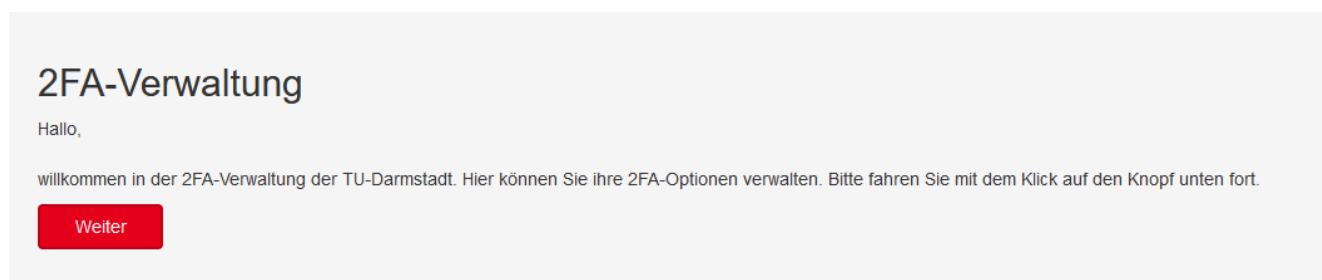 2FA-Verwaltung
Hallo,
willkommen in der 2FA-Verwaltung der TU-Darmstadt. Hier können Sie ihre 2FA-Optionen verwalten. Bitte fahren Sie mit dem Klick auf den Knopf unten fort.
Weiter